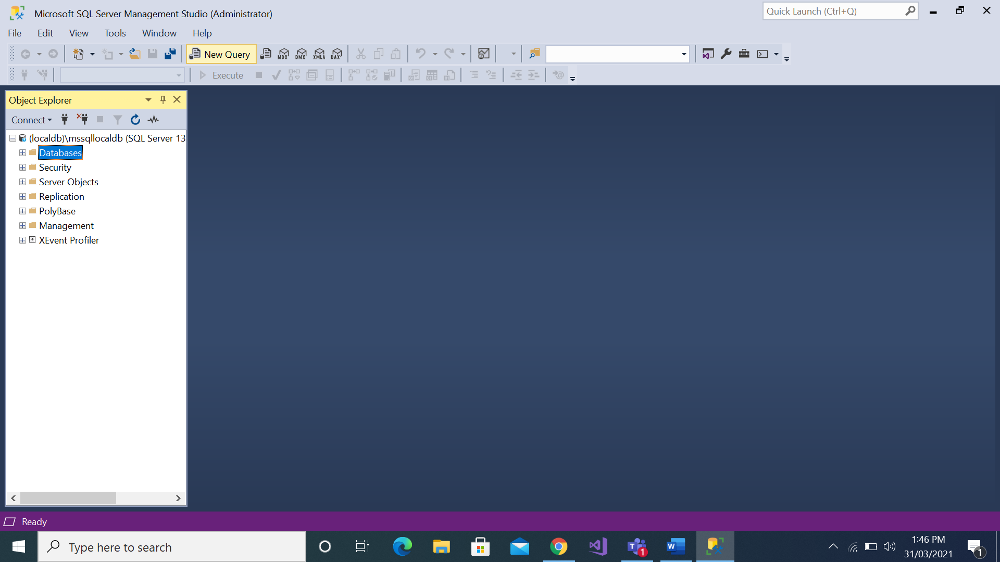 Microsoft SQL Server Management Studio (Administrator)
Quick Launch (Ctrl+Q)
File Edit View Tools Window Help
New Query MDX DMX XMLA DAX
Execute
Object Explorer
Connect
(localdb)\mssqllocaldb (SQL Server 13
Databases
Security
Server Objects
Replication
PolyBase
Management
XEvent Profiler
Ready
Type here to search
T 1
W
1:46 PM
31/03/2021
1